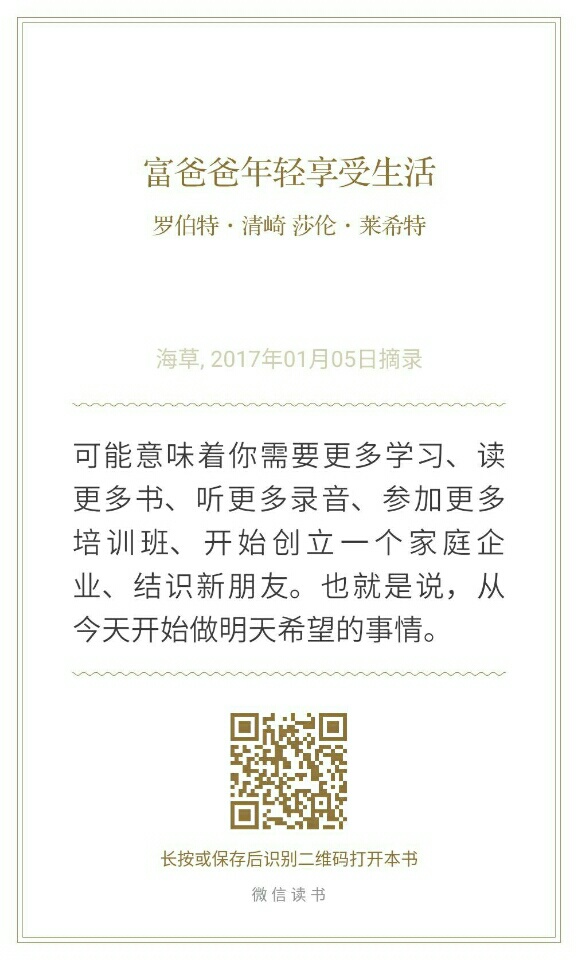 富爸爸年轻享受生活
罗伯特·清崎 莎伦·莱希特
海草, 2017年01月05日摘录
可能意味着你需要更多学习、读
更多书、听更多录音、参加更多
培训班、开始创立一个家庭企
业、结识新朋友。也就是说，从
今天开始做明天希望的事情。
长按或保存后识别二维码打开本书
微信读书